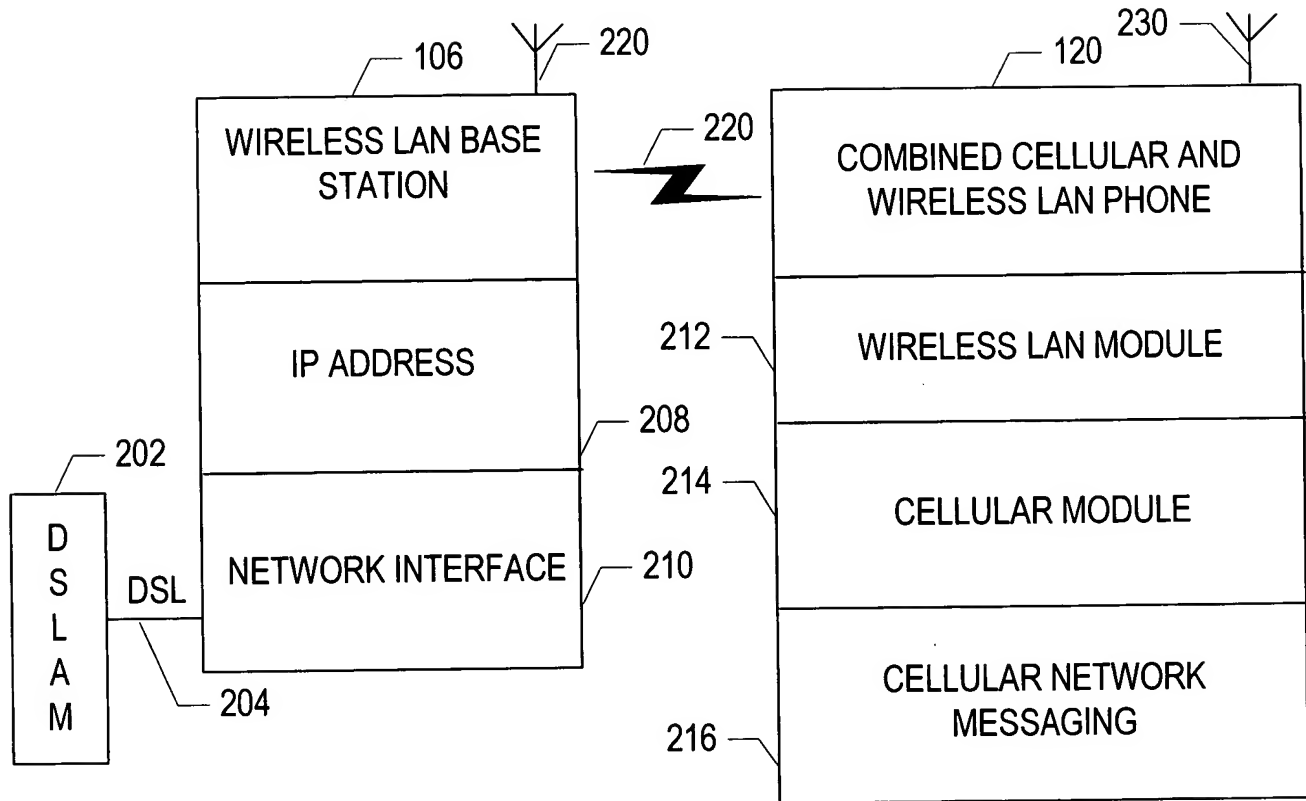 106
220
WIRELESS LAN BASE
STATION
IP ADDRESS
208
NETWORK INTERFACE
210
202
D
S
L
A
M
DSL
204
220
120
230
COMBINED CELLULAR AND
WIRELESS LAN PHONE
212
WIRELESS LAN MODULE
214
CELLULAR MODULE
CELLULAR NETWORK
MESSAGING
216